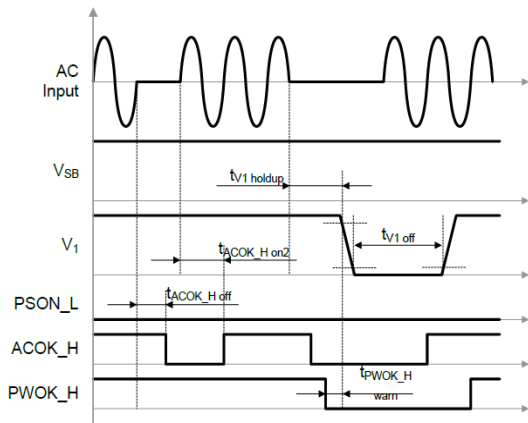 AC
Input
VSB
tV1 holdup
V1
tV1 off
tACOK_H on2
PSON_L
tACOK_H off
ACOK_H
tPWOK_H
warn
PWOK_H